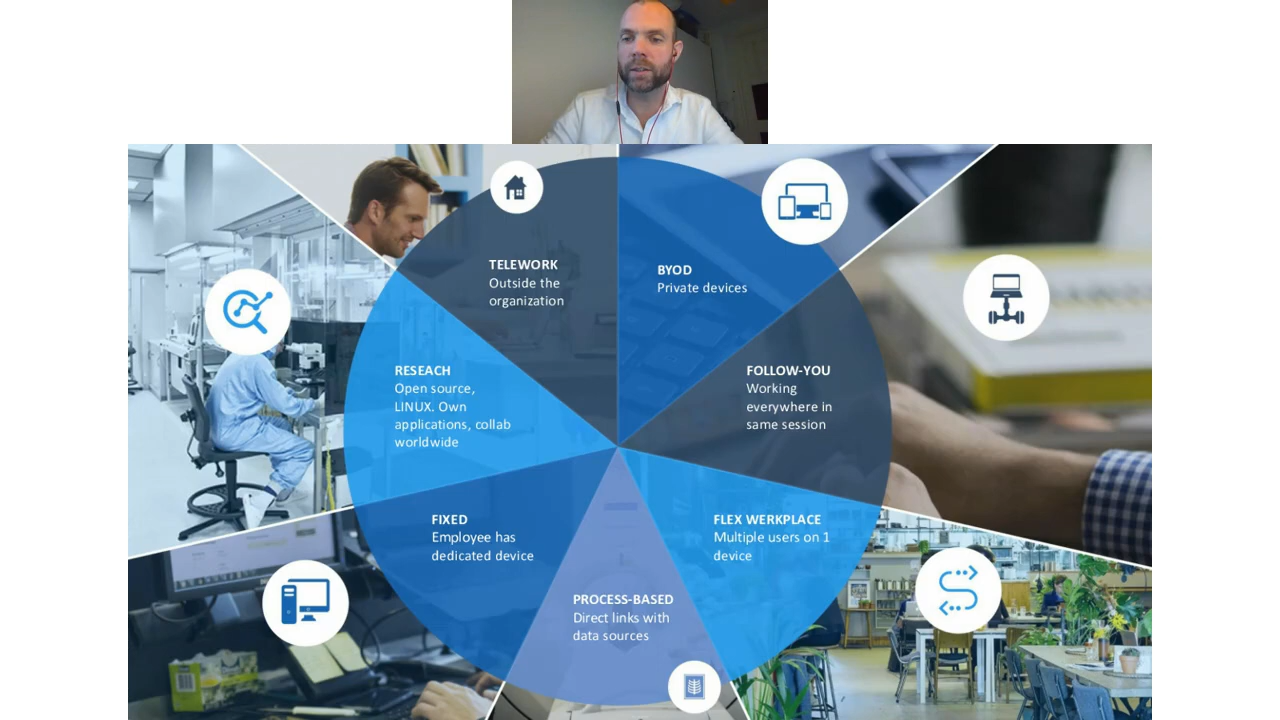 TELEWORK
Outside the
organization
BYOD
Private devices
RESEACH
Open source,
LINUX. Own
applications, collab
worldwide
FOLLOW-YOU
Working
everywhere in
same session
FIXED
Employee has
dedicated device
FLEX WERKPLACE
Multiple users on 1
device
PROCESS-BASED
Direct links with
data sources